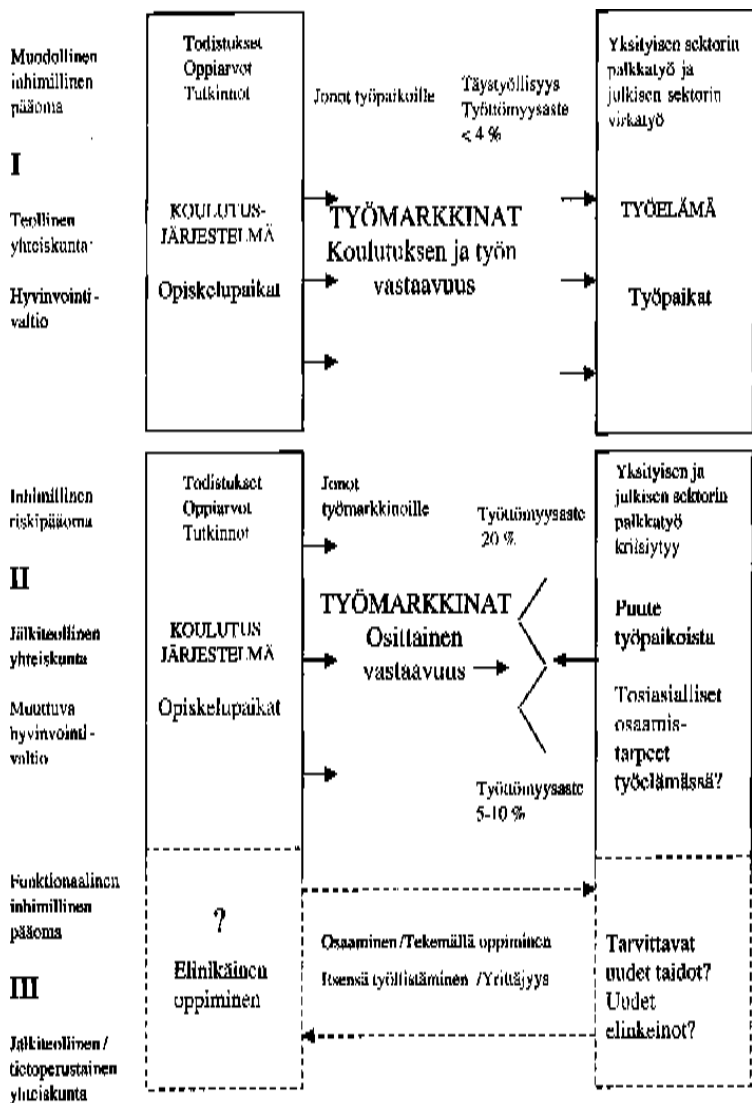 Muodollinen
inhimillinen
pääoma
I
Teollinen
yhteiskunta
Hyvinvointi-
valtio
Todistukset
Oppiarvot
Tutkinnot
KOULUTUS-
JÄRJESTELMÄ
Opiskelupaikat
Jonot työpaikoille
Täystyöllisyys
Työttömyysaste
< 4 %
TYÖMARKKINAT
Koulutuksen ja työn
vastaavuus
Yksityisen sektorin
palkkatyö ja
julkisen sektorin
virkatyö
TYÖELÄMÄ
Työpaikat
Inhimillinen
riskipääoma
II
Jälkiteollinen
yhteiskunta
Muuttuva
hyvinvointi-
valtio
Todistukset
Oppiarvot
Tutkinnot
KOULUTUS
JÄRJESTELMÄ
Opiskelupaikat
Jonot
työmarkkinoille
Työttömyysaste
20 %
TYÖMARKKINAT
Osittainen
vastaavuus
Työttömyysaste
5-10 %
Yksityisen ja
julkisen sektorin
palkkatyö
kriisiytyy
Puute
työpaikoista
Tosiasialliset
osaamis-
tarpeet
työelämässä?
Funktionaalinen
inhimillinen
pääoma
III
Jälkiteollinen /
tietoperustainen
yhteiskunta
?
Elinikäinen
oppiminen
Osaaminen /Tekemällä oppiminen
Itsensä työllistäminen /Yrittäjyys
Tarvittavat
uudet taidot?
Uudet
elinkeinot?